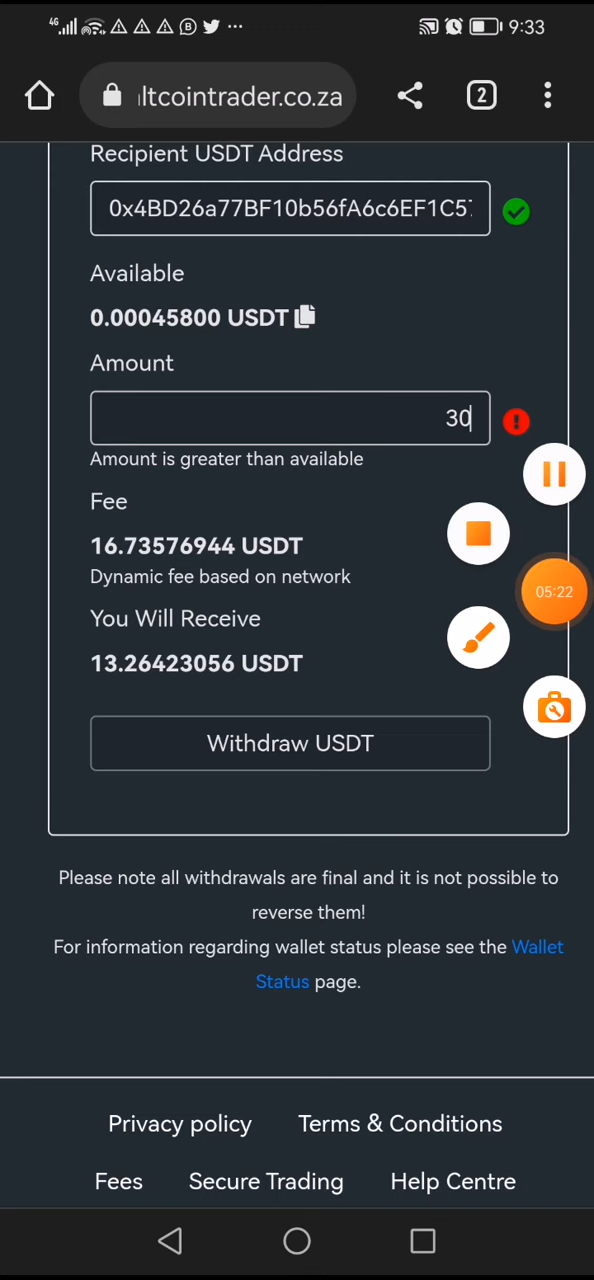 4G 9:33
ltcointrader.co.za 2
Recipient USDT Address
0x4BD26a77BF10b56fA6c6EF1C5
Available
0.00045800 USDT
Amount
30
Amount is greater than available
Fee
16.73576944 USDT
Dynamic fee based on network
05:22
You Will Receive
13.26423056 USDT
Withdraw USDT
Please note all withdrawals are final and it is not possible to
reverse them!
For information regarding wallet status please see the Wallet
Status page.
Privacy policy Terms & Conditions
Fees Secure Trading Help Centre